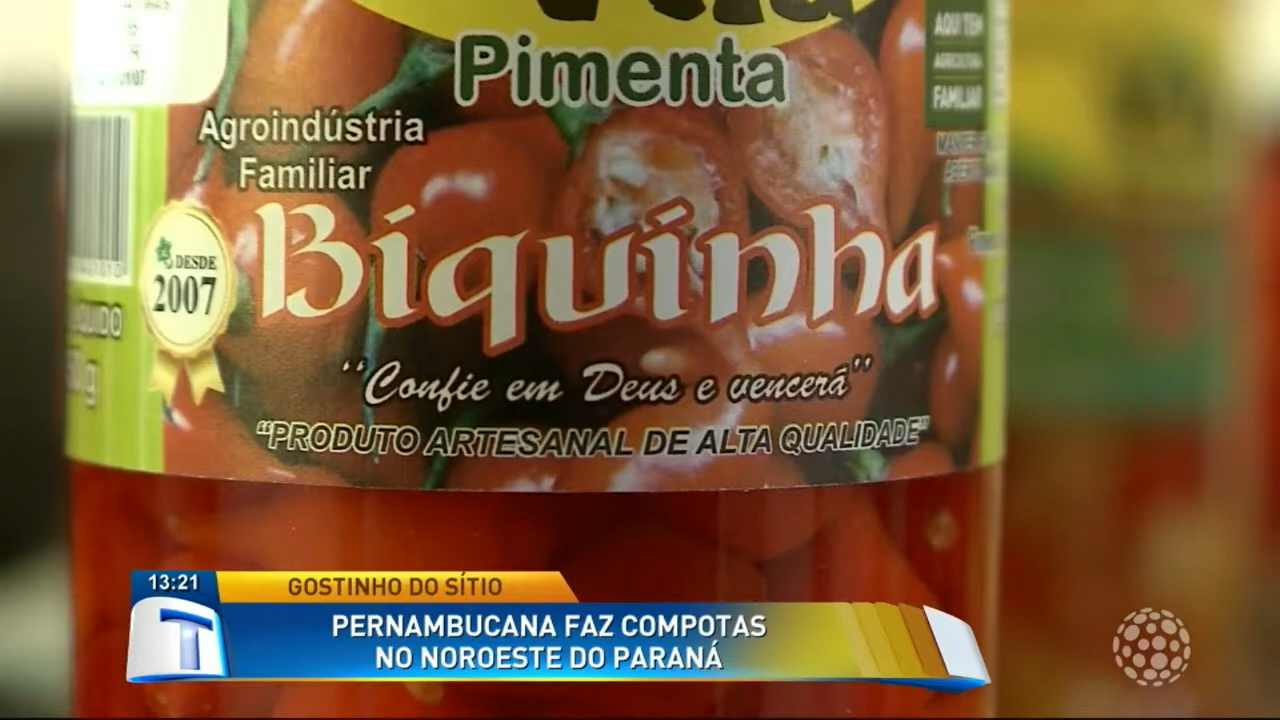 Pimenta
Agroindústria
Familiar
Biquinha
DESDE
2007
"Confie em Deus e vencerá"
"PRODUTO ARTESANAL DE ALTA QUALIDADE"
AQUI TEM
AGRICULTURA
FAMILIAR
13:21
GOSTINHO DO SÍTIO
T
PERNAMBUCANA FAZ COMPOTAS
NO NOROESTE DO PARANÁ